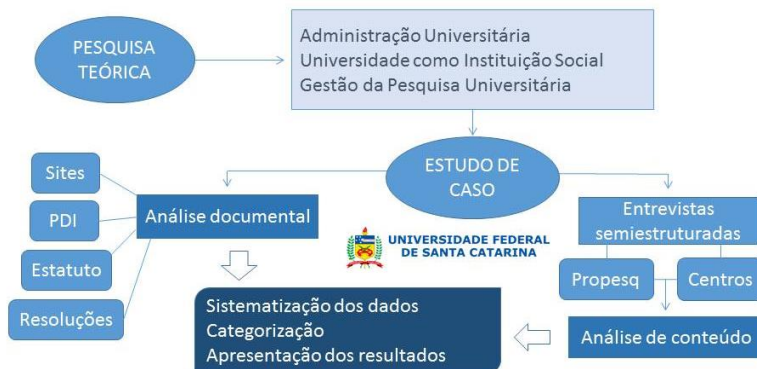 PESQUISA
TEÓRICA
Administração Universitária
Universidade como Instituição Social
Gestão da Pesquisa Universitária
ESTUDO DE
CASO
Sites
PDI
Estatuto
Resoluções
Análise documental
UNIVERSIDADE FEDERAL
DE SANTA CATARINA
Entrevistas
semiestruturadas
Propesq
Centros
Análise de conteúdo
Sistematização dos dados
Categorização
Apresentação dos resultados